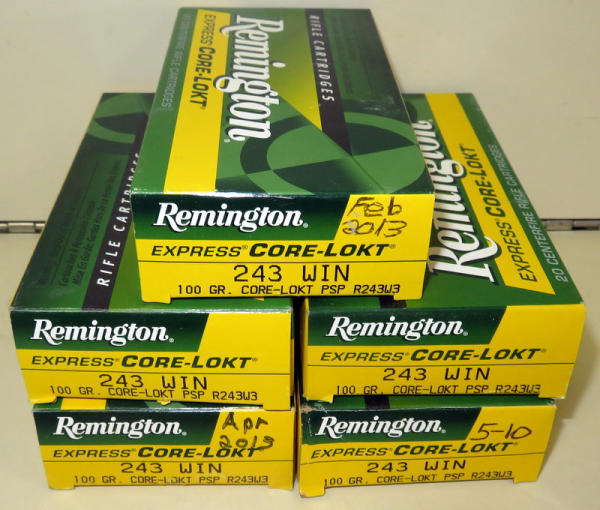 20 CENTERFIRE RIFLE CARTRIDGES
EXPRESS® CORE-LOKT®
Remington
RIFLE CARTRIDGES
Remington®
Feb
2013
EXPRESS® CORE-LOKT®
243 WIN
100 GR. CORE-LOKT PSP R243W3
RIFLE CARTRIDGES
Remington®
EXPRESS® CORE-LOKT®
243 WIN
100 GR. CORE-LOKT PSP R243W3
Remington
EXPRESS® CORE-LOKT®
20 CENTERFIRE RIFLE CARTRIDGES
Remington®
EXPRESS® CORE-LOKT®
243 WIN
100 GR. CORE-LOKT PSP R243W3
Remington®
Apr
2013
EXPRESS® CORE-LOKT
243 WIN
100 GR. CORE-LOKT PSP R243W3
Remington®
5-10
EXPRESS® CORE-LOKT®
243 WIN
100 GR. CORE-LOKT PSP R243W3